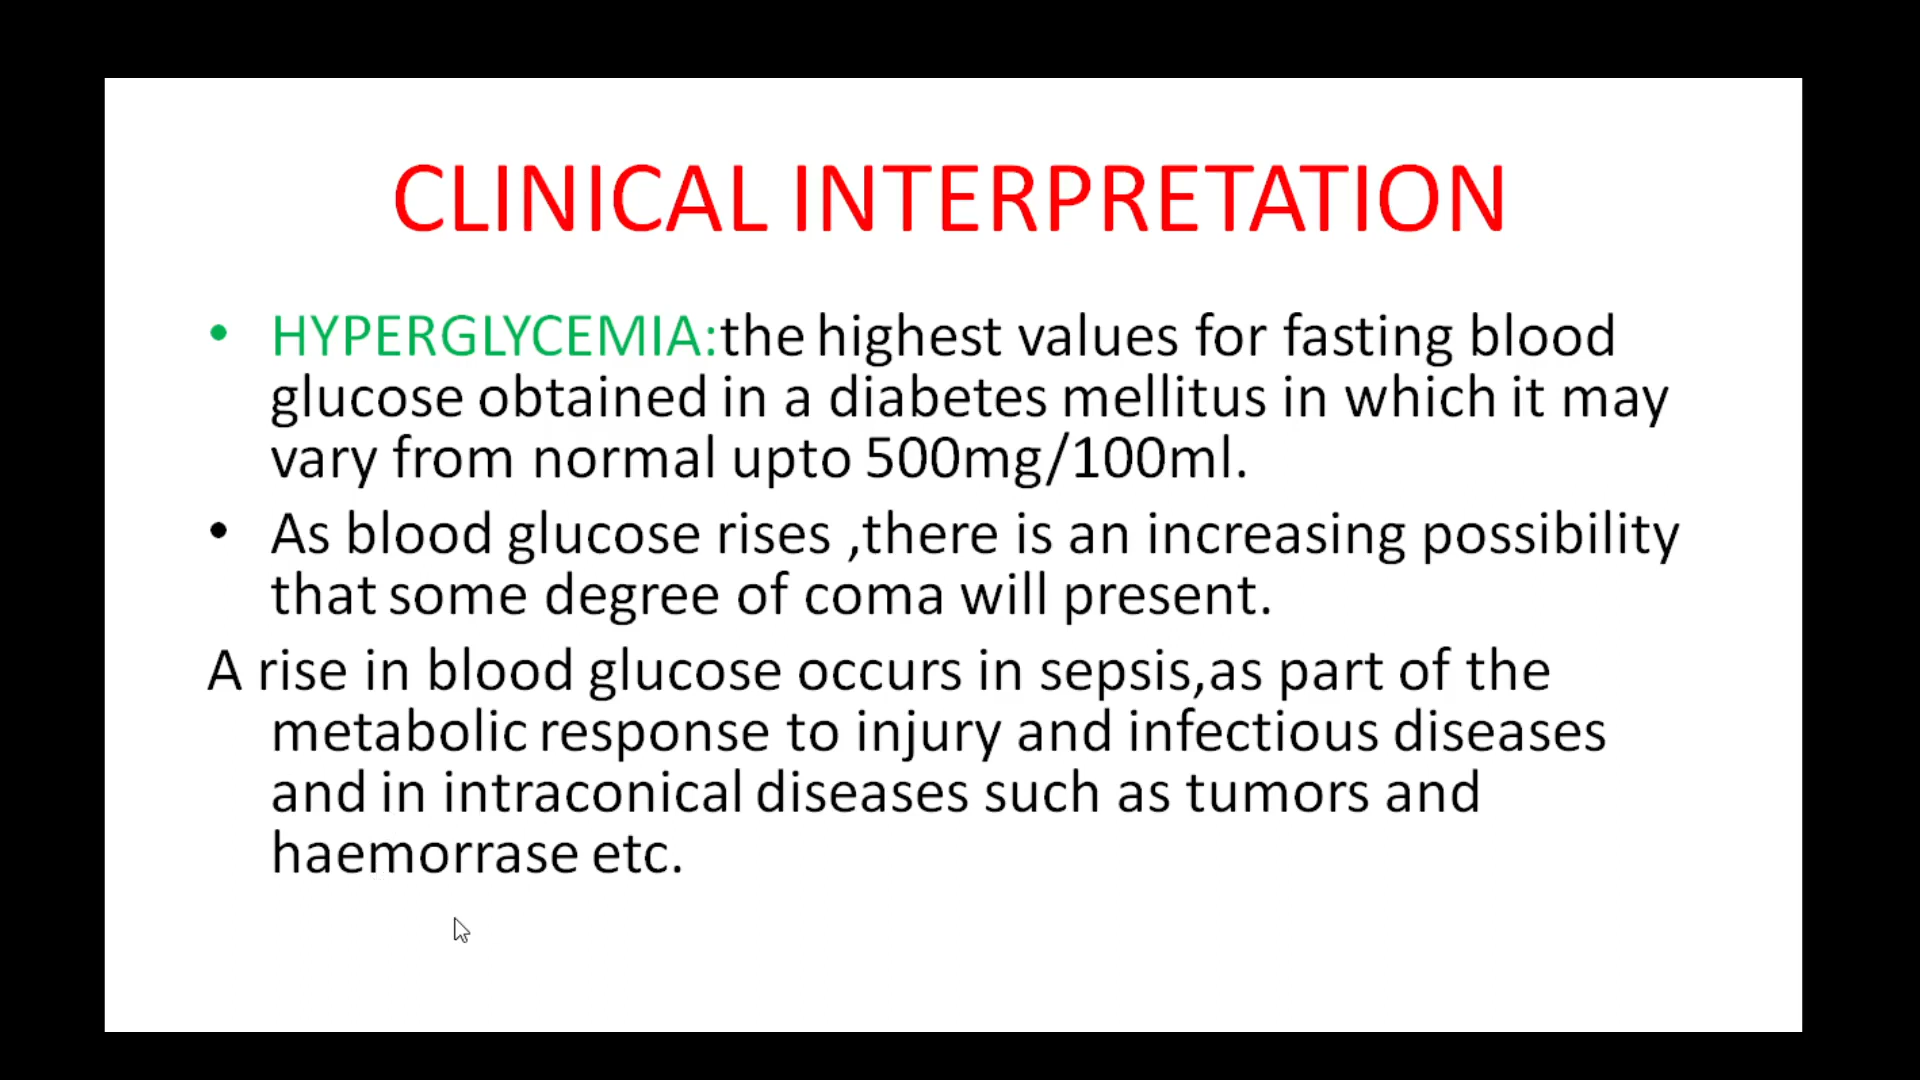 CLINICAL INTERPRETATION
• HYPERGLYCEMIA:the highest values for fasting blood
glucose obtained in a diabetes mellitus in which it may
vary from normal upto 500mg/100ml.
• As blood glucose rises ,there is an increasing possibility
that some degree of coma will present.
A rise in blood glucose occurs in sepsis,as part of the
metabolic response to injury and infectious diseases
and in intraconical diseases such as tumors and
haemorrase etc.